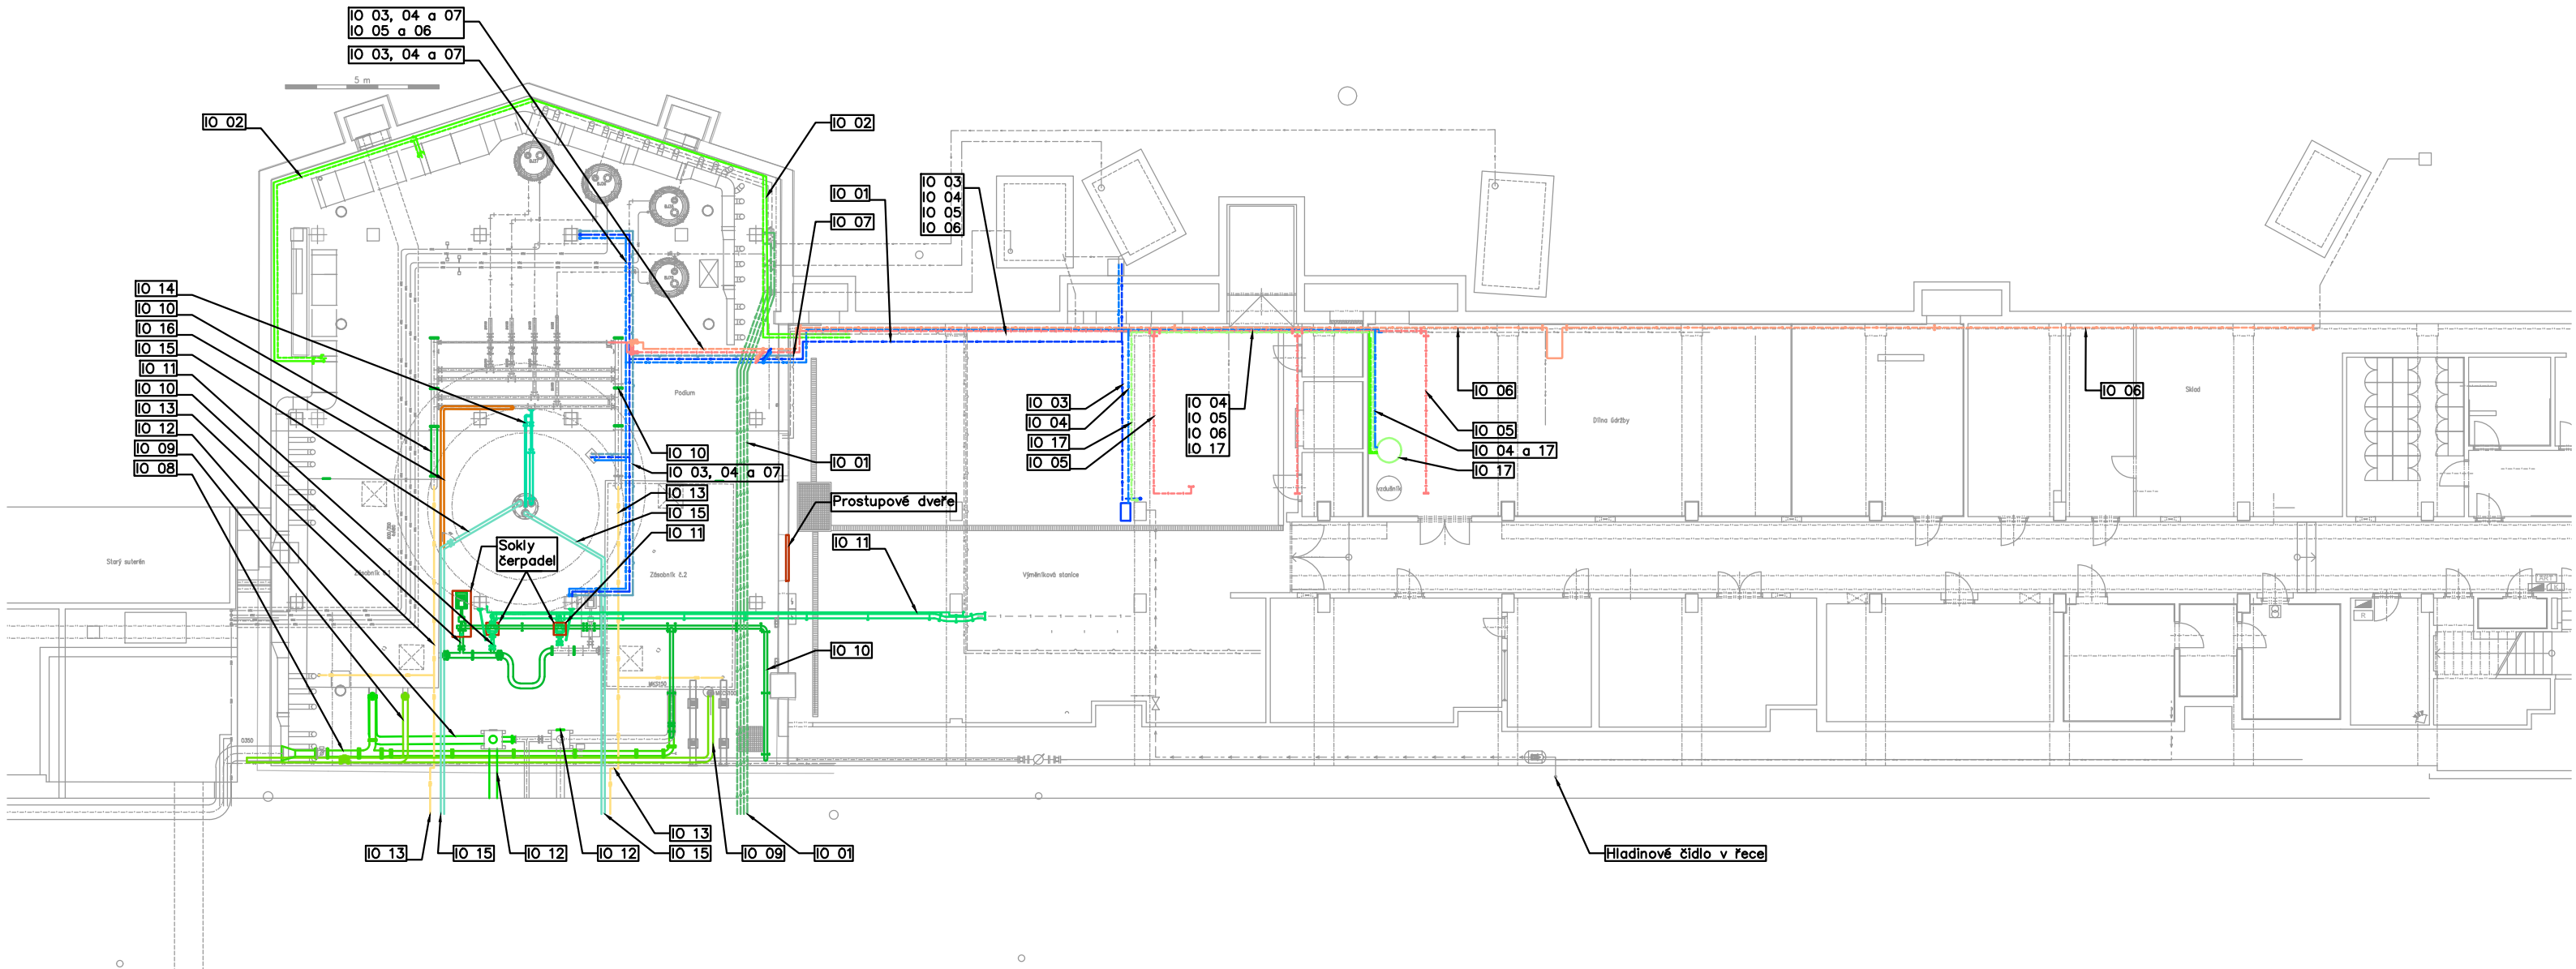 IO 03, 04 a 07
IO 05 a 06
IO 03, 04 a 07
5 m
IO 02
IO 02
IO 01
IO 07
IO 03
IO 04
IO 05
IO 06
IO 14
IO 10
IO 16
IO 15
IO 11
IO 10
IO 13
IO 12
IO 09
IO 08
Podium
IO 10
IO 03, 04 a 07
IO 13
IO 15
IO 11
IO 01
Prostupové dveře
IO 11
IO 10
Sokly
čerpadel
IO 03
IO 04
IO 17
IO 05
IO 04
IO 05
IO 06
IO 17
IO 06
IO 05
IO 04 a 17
IO 17
vzdušník
Dílna údržby
IO 06
Sklad
Starý suterén
Zásobník č.1
Zásobník č.2
Výměníková stanice
R
IO 13
IO 15
IO 12
IO 12
IO 13
IO 15
IO 09
IO 01
Hladinové čidlo v řece